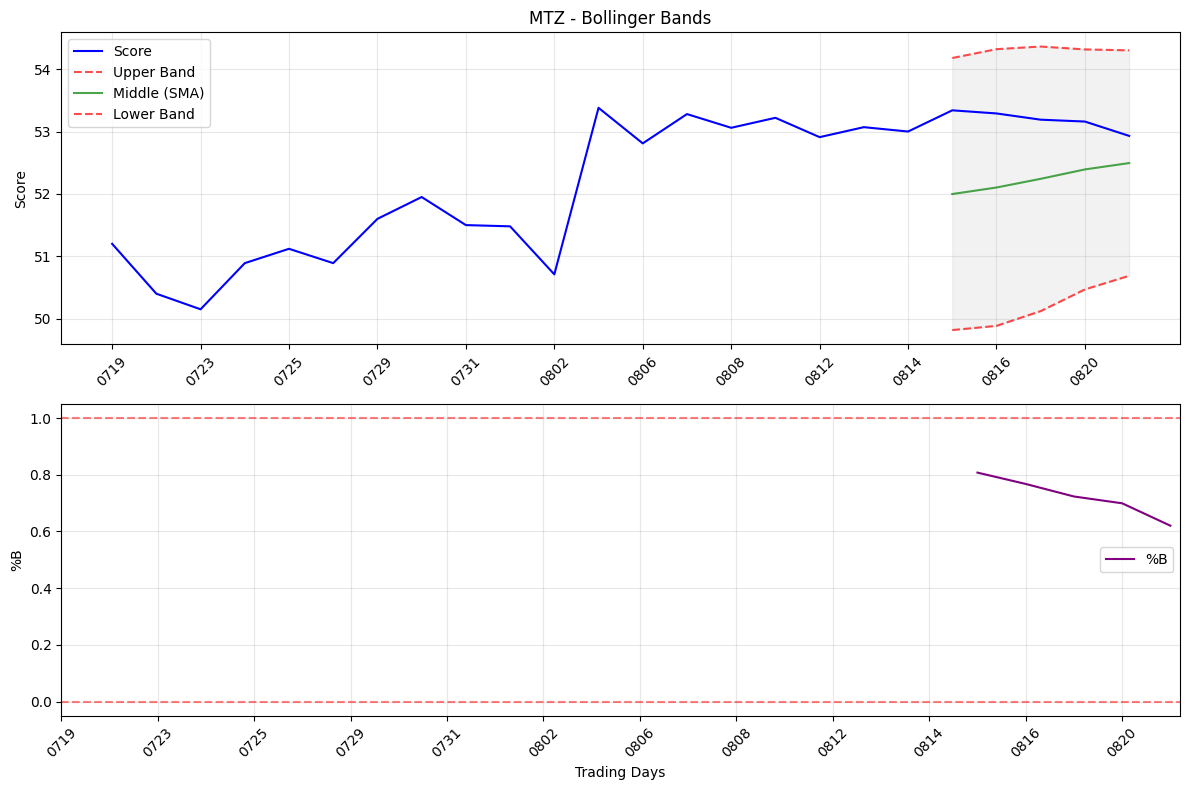 MTZ - Bollinger Bands
Score
Upper Band
Middle (SMA)
Lower Band
Score
54
53
52
51
50
0719 0723 0725 0729 0731 0802 0806 0808 0812 0814 0816 0820
%B
1.0
0.8
0.6
0.4
0.2
0.0
%B
0719 0723 0725 0729 0731 0802 0806 0808 0812 0814 0816 0820
Trading Days